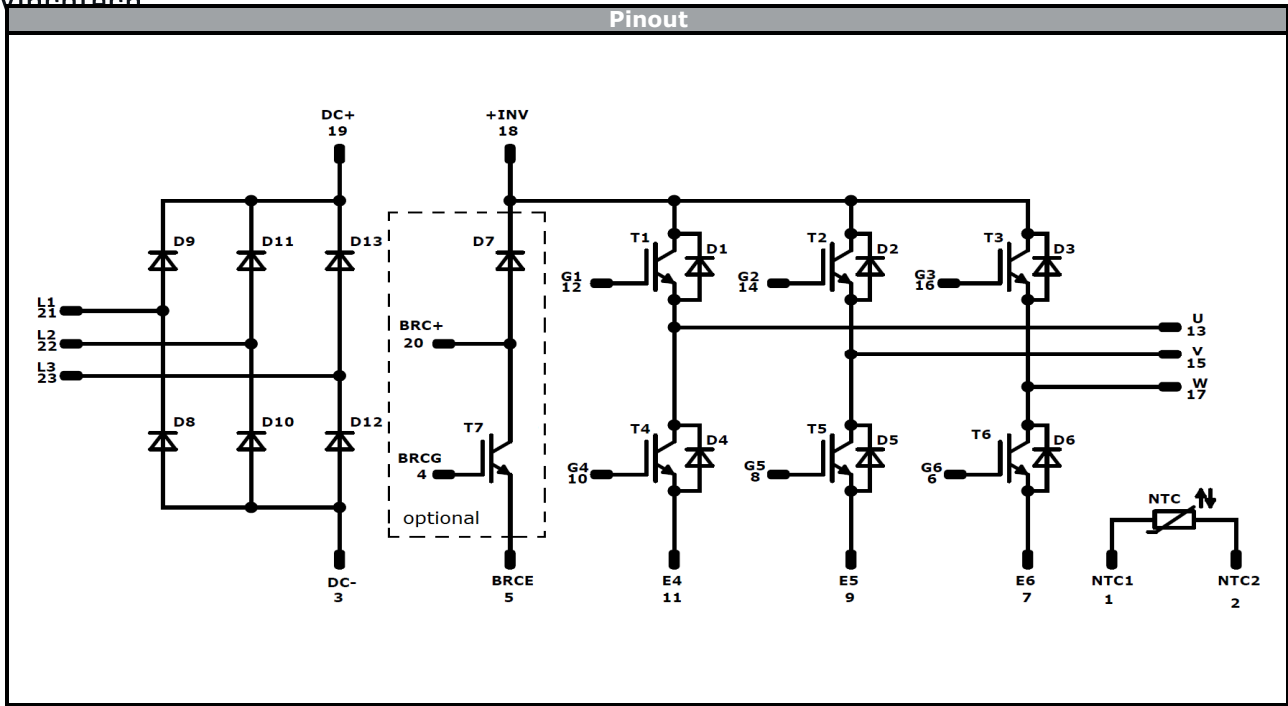 Pinout
DC+
19
+INV
18
D9
D11
D13
D7
T1
D1
T2
D2
T3
D3
G1
12
G2
14
G3
16
L1
21
L2
22
L3
23
BRC+
20
U
13
V
15
W
17
D8
D10
D12
T7
T4
D4
T5
D5
T6
D6
BRCG
4
G4
10
G5
8
G6
6
optional
NTC
DC-
3
BRCE
5
E4
11
E5
9
E6
7
NTC1
1
NTC2
2